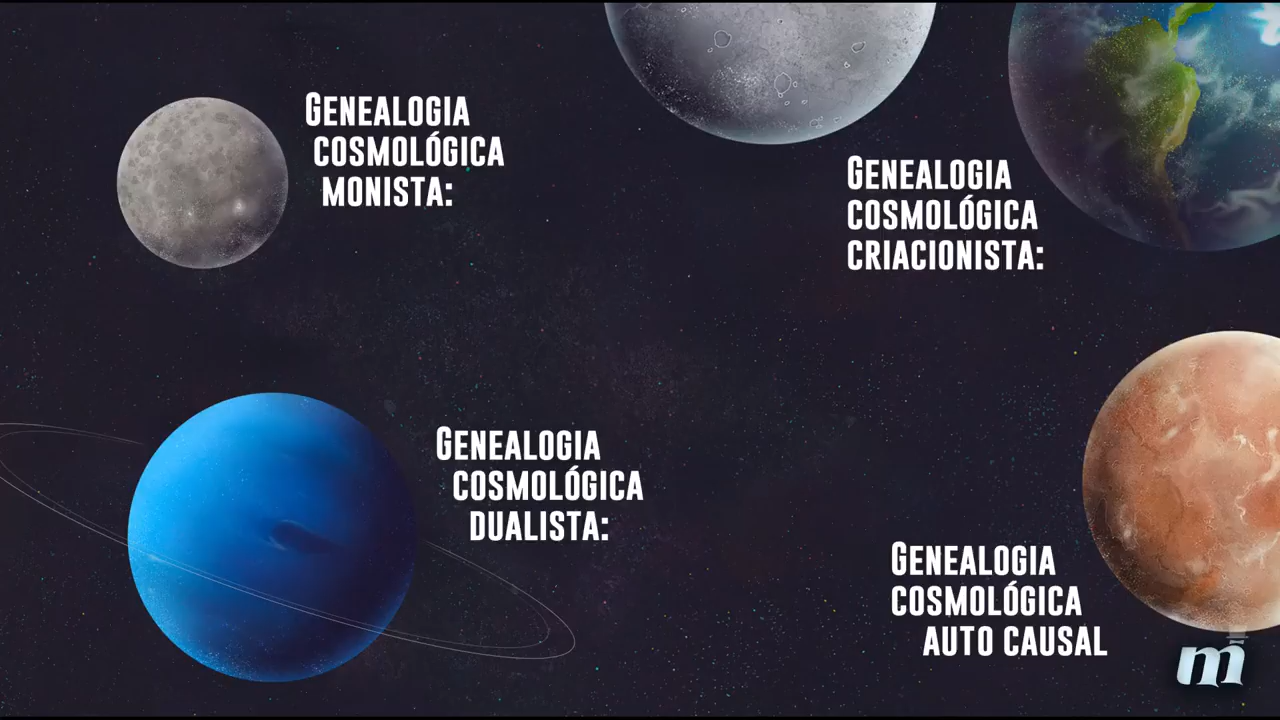 GENEALOGIA
COSMOLÓGICA
MONISTA:
GENEALOGIA
COSMOLÓGICA
CRIACIONISTA:
GENEALOGIA
COSMOLÓGICA
DUALISTA:
GENEALOGIA
COSMOLÓGICA
AUTO CAUSAL
m